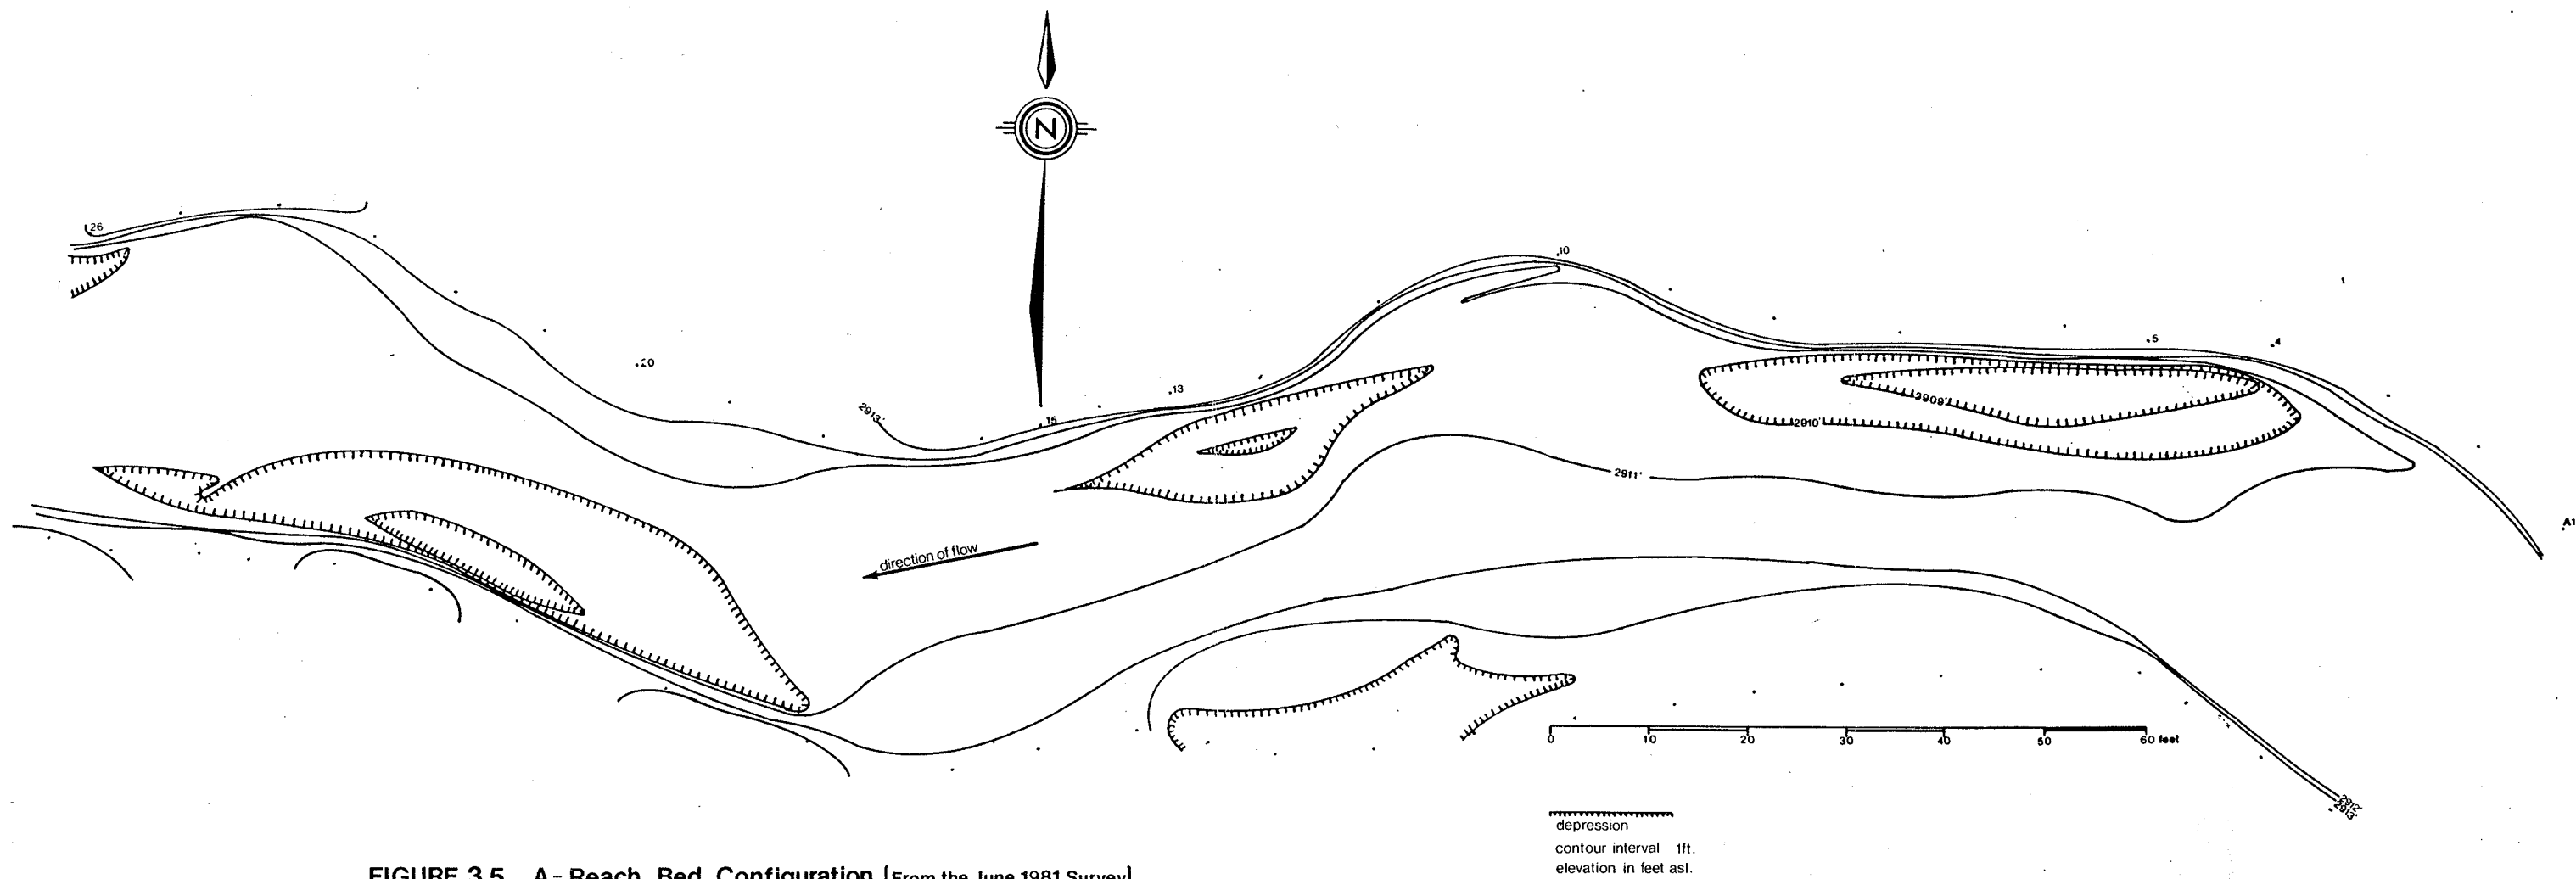 N
26
10
5
4
.20
13
2913'
15
2909'
2910'
2911'
A1
direction of flow
0 10 20 30 40 50 60 feet
2912'
2913'
depression
contour interval 1ft.
elevation in feet asl.
FIGURE 3.5 A-Reach Bed Configuration [From the June 1981 Survey]